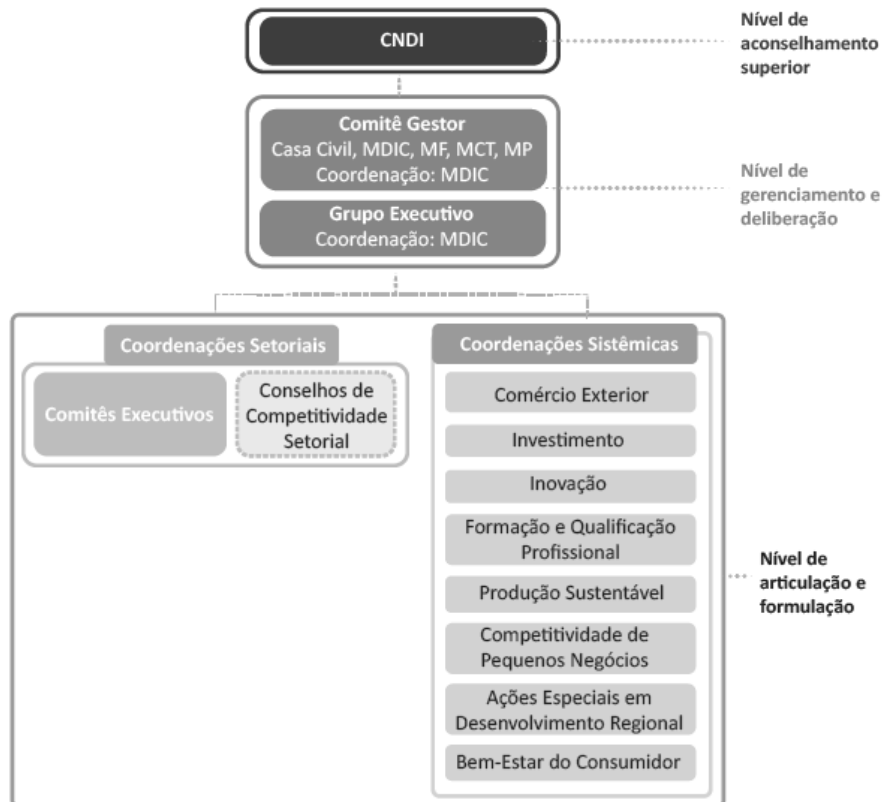 CNDI
Nível de
aconselhamento
superior
Comitê Gestor
Casa Civil, MDIC, MF, MCT, MP
Coordenação: MDIC
Grupo Executivo
Coordenação: MDIC
Nível de
gerenciamento e
deliberação
Coordenações Setoriais
Comitês Executivos
Conselhos de
Competitividade
Setorial
Coordenações Sistêmicas
Comércio Exterior
Investimento
Inovação
Formação e Qualificação
Profissional
Produção Sustentável
Competitividade de
Pequenos Negócios
Ações Especiais em
Desenvolvimento Regional
Bem-Estar do Consumidor
Nível de
articulação e
formulação